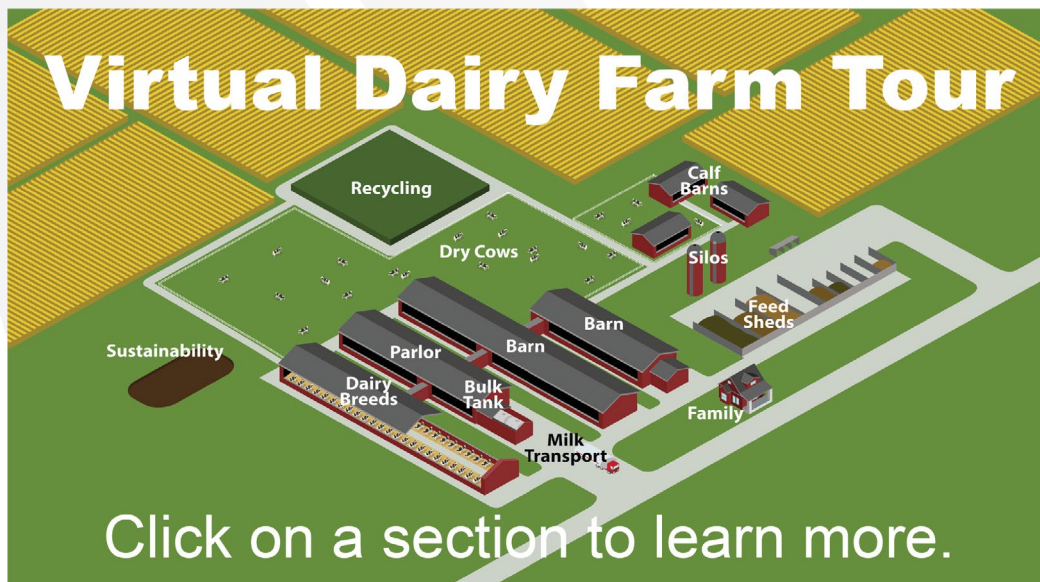 Virtual Dairy Farm Tour
Recycling
Calf
Barns
Dry Cows
Silos
Feed
Sheds
Barn
Barn
Parlor
Sustainability
Dairy
Breeds
Bulk
Tank
Family
Milk
Transport
Click on a section to learn more.